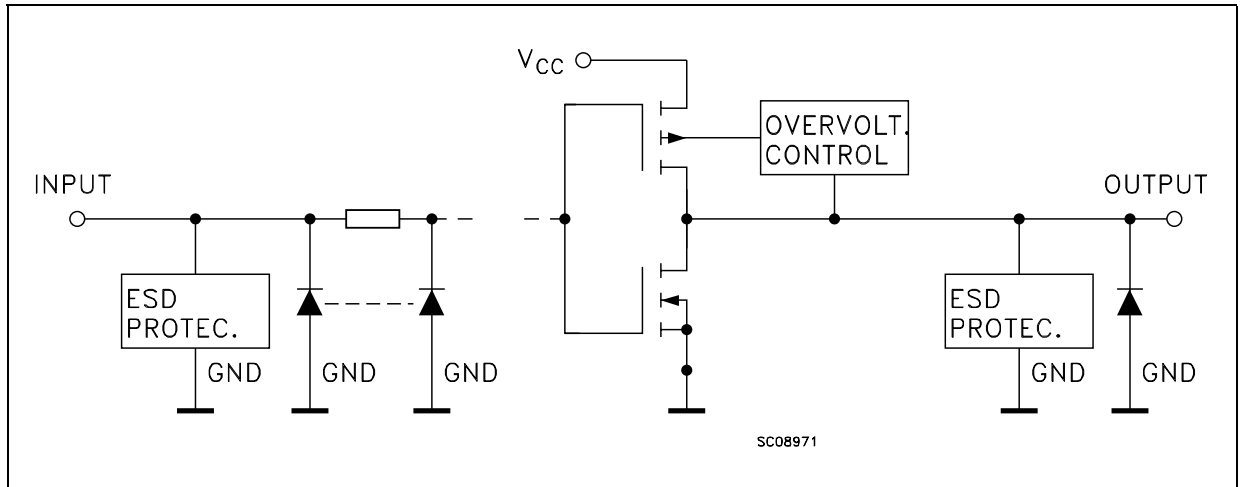 VCC
OVERVOLT.
CONTROL
INPUT
OUTPUT
ESD
PROTEC.
GND
GND
GND
ESD
PROTEC.
GND
GND
SC08971